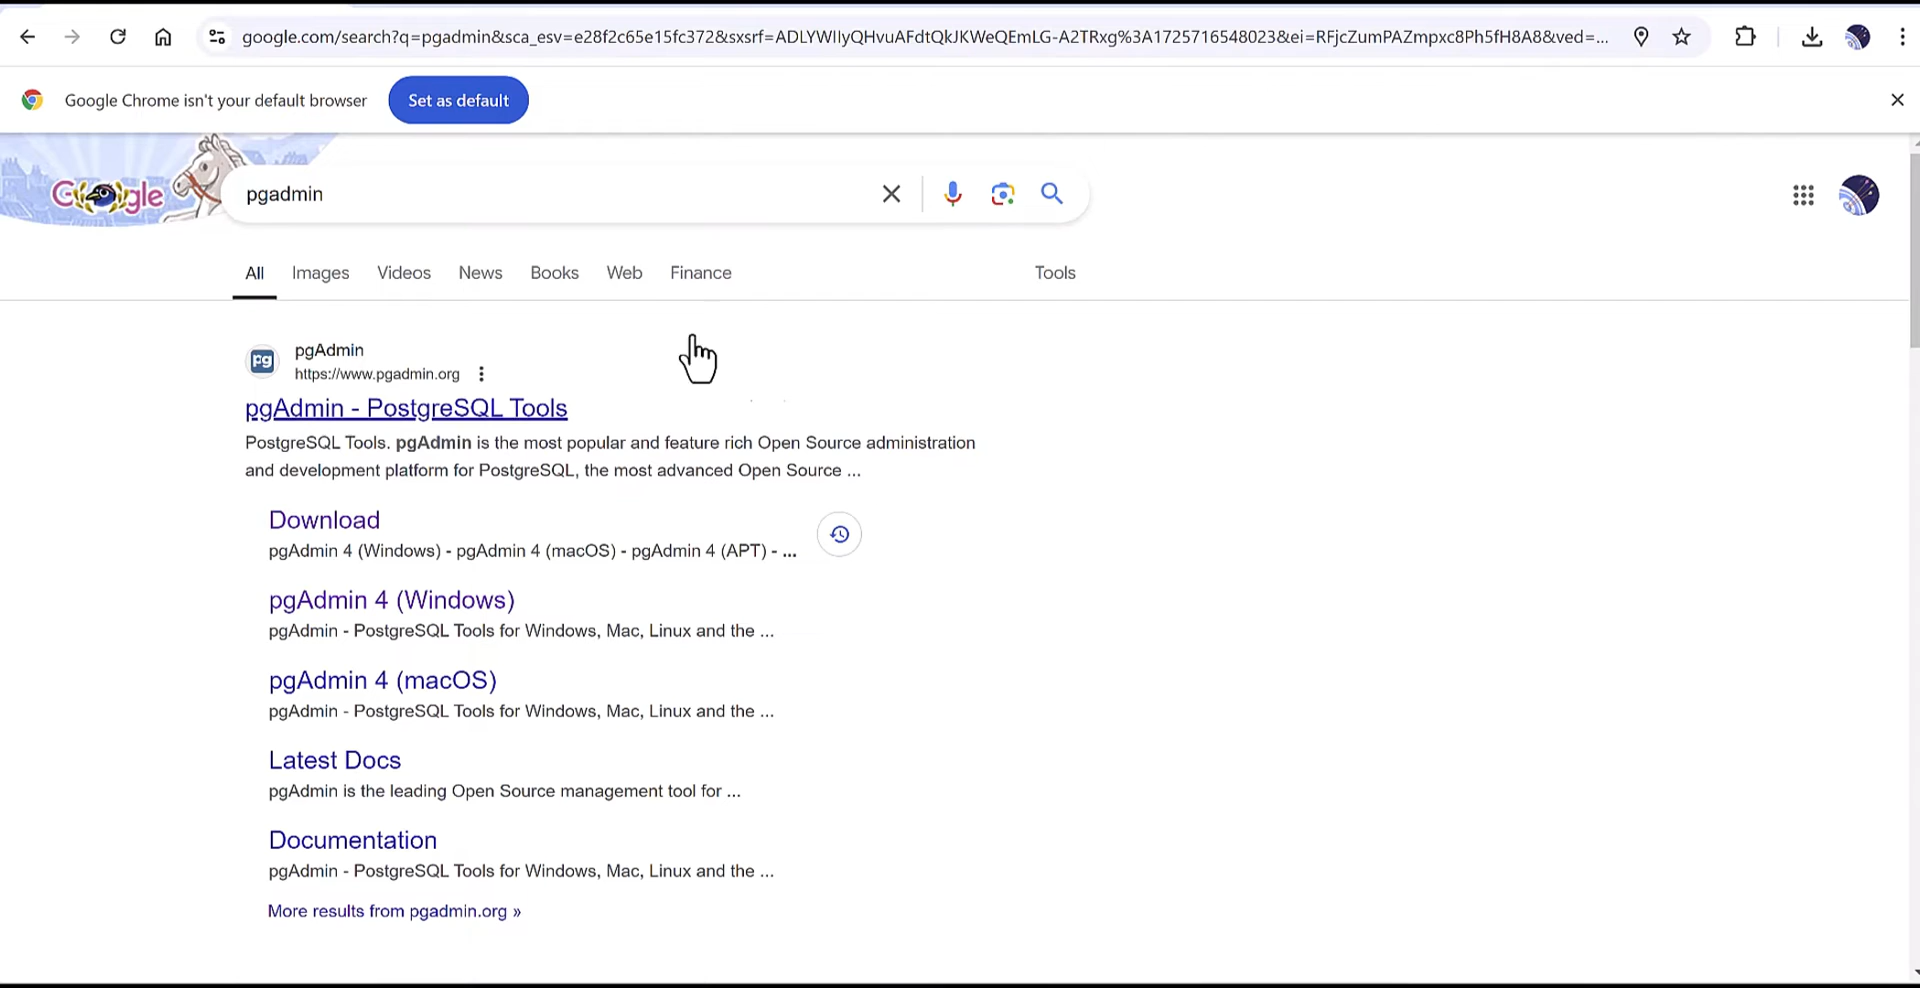 google.com/search?q=pgadmin&sca_esv=e28f2c65e15fc372&sxsrf=ADLYWIIyQHvuAFdtQkJKWeQEmLG-A2TRxg%3A1725716548023&ei=RFjcZumPAZmpxc8Ph5fH8A8&ved=...
Google Chrome isn't your default browser Set as default
Google pgadmin
All Images Videos News Books Web Finance Tools
pg pgAdmin
https://www.pgadmin.org
pgAdmin - PostgreSQL Tools
PostgreSQL Tools. pgAdmin is the most popular and feature rich Open Source administration
and development platform for PostgreSQL, the most advanced Open Source ...
Download
pgAdmin 4 (Windows) - pgAdmin 4 (macOS) - pgAdmin 4 (APT) - ...
pgAdmin 4 (Windows)
pgAdmin - PostgreSQL Tools for Windows, Mac, Linux and the ...
pgAdmin 4 (macOS)
pgAdmin - PostgreSQL Tools for Windows, Mac, Linux and the ...
Latest Docs
pgAdmin is the leading Open Source management tool for ...
Documentation
pgAdmin - PostgreSQL Tools for Windows, Mac, Linux and the ...
More results from pgadmin.org »